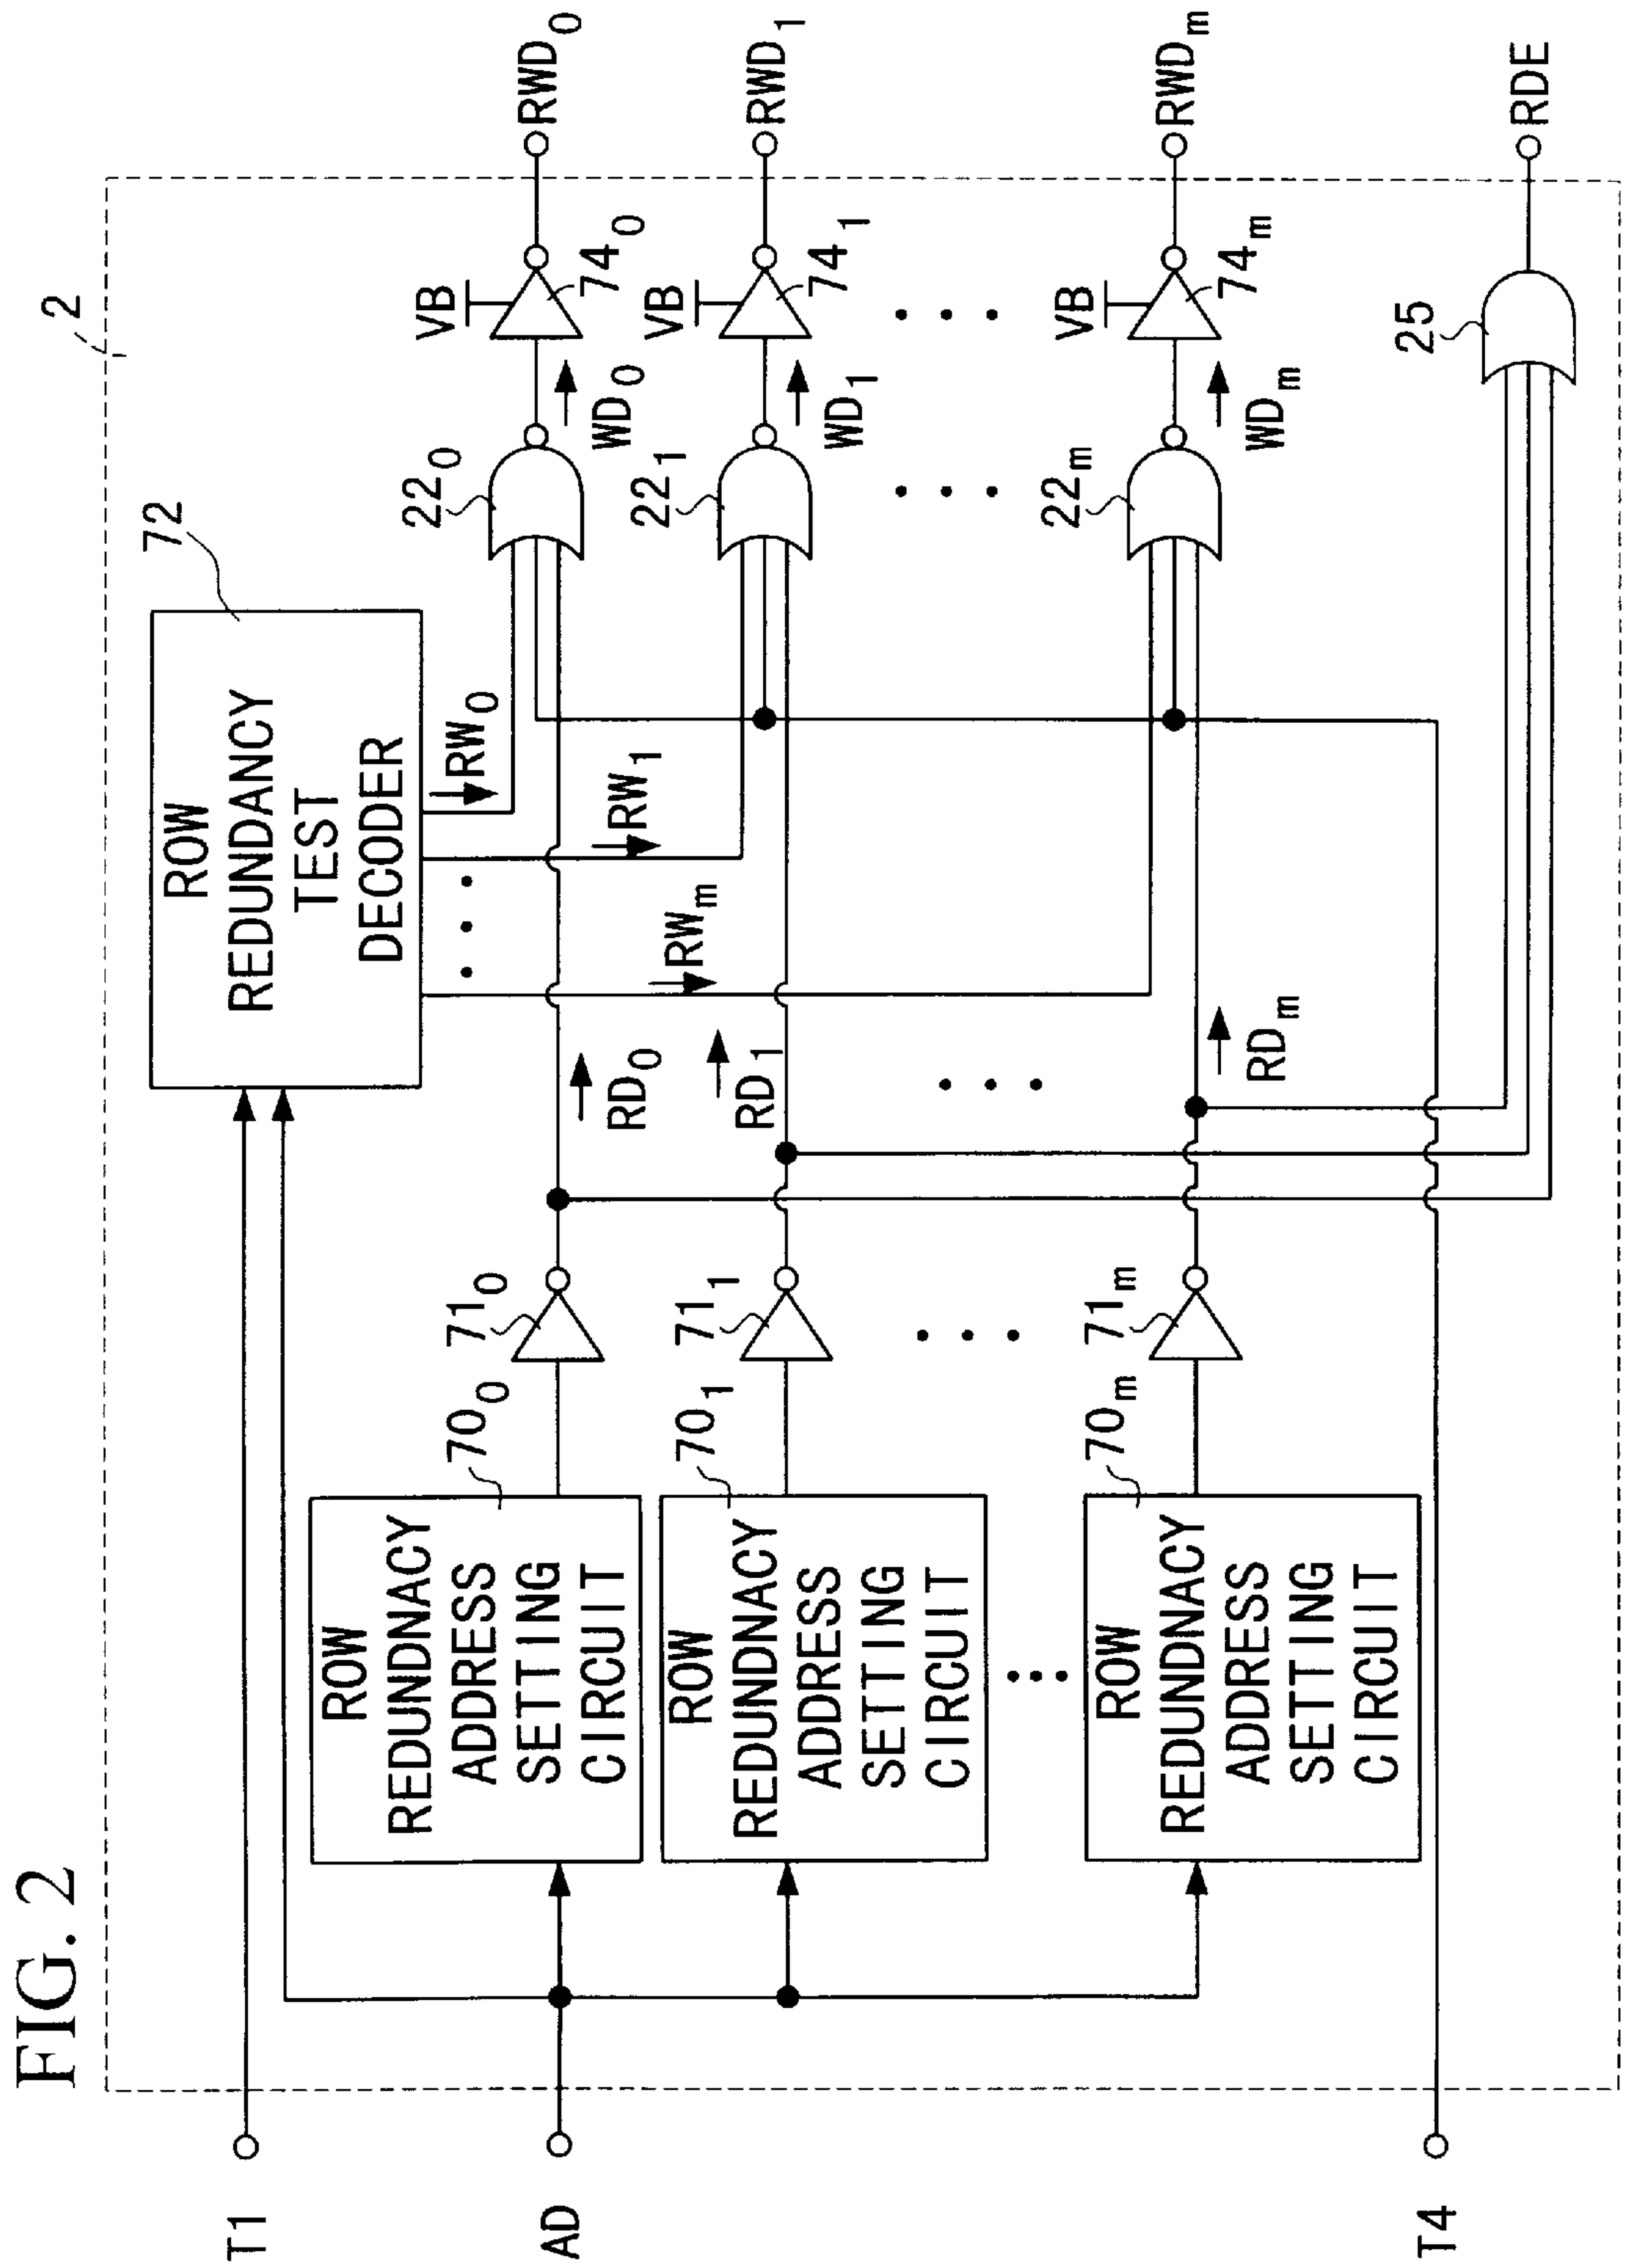 FIG. 2
2
T1
AD
T4
72
ROW
REDUNDANCY
TEST
DECODER
RW0
RW1
RWm
ROW
REDUNDNACY
ADDRESS
SETTING
CIRCUIT
700
710
RD0
220
WD0
VB
740
RWD0
ROW
REDUNDNACY
ADDRESS
SETTING
CIRCUIT
701
711
RD1
221
WD1
VB
741
RWD1
ROW
REDUNDNACY
ADDRESS
SETTING
CIRCUIT
70m
71m
RDm
22m
WDm
VB
74m
RWDm
25
RDE